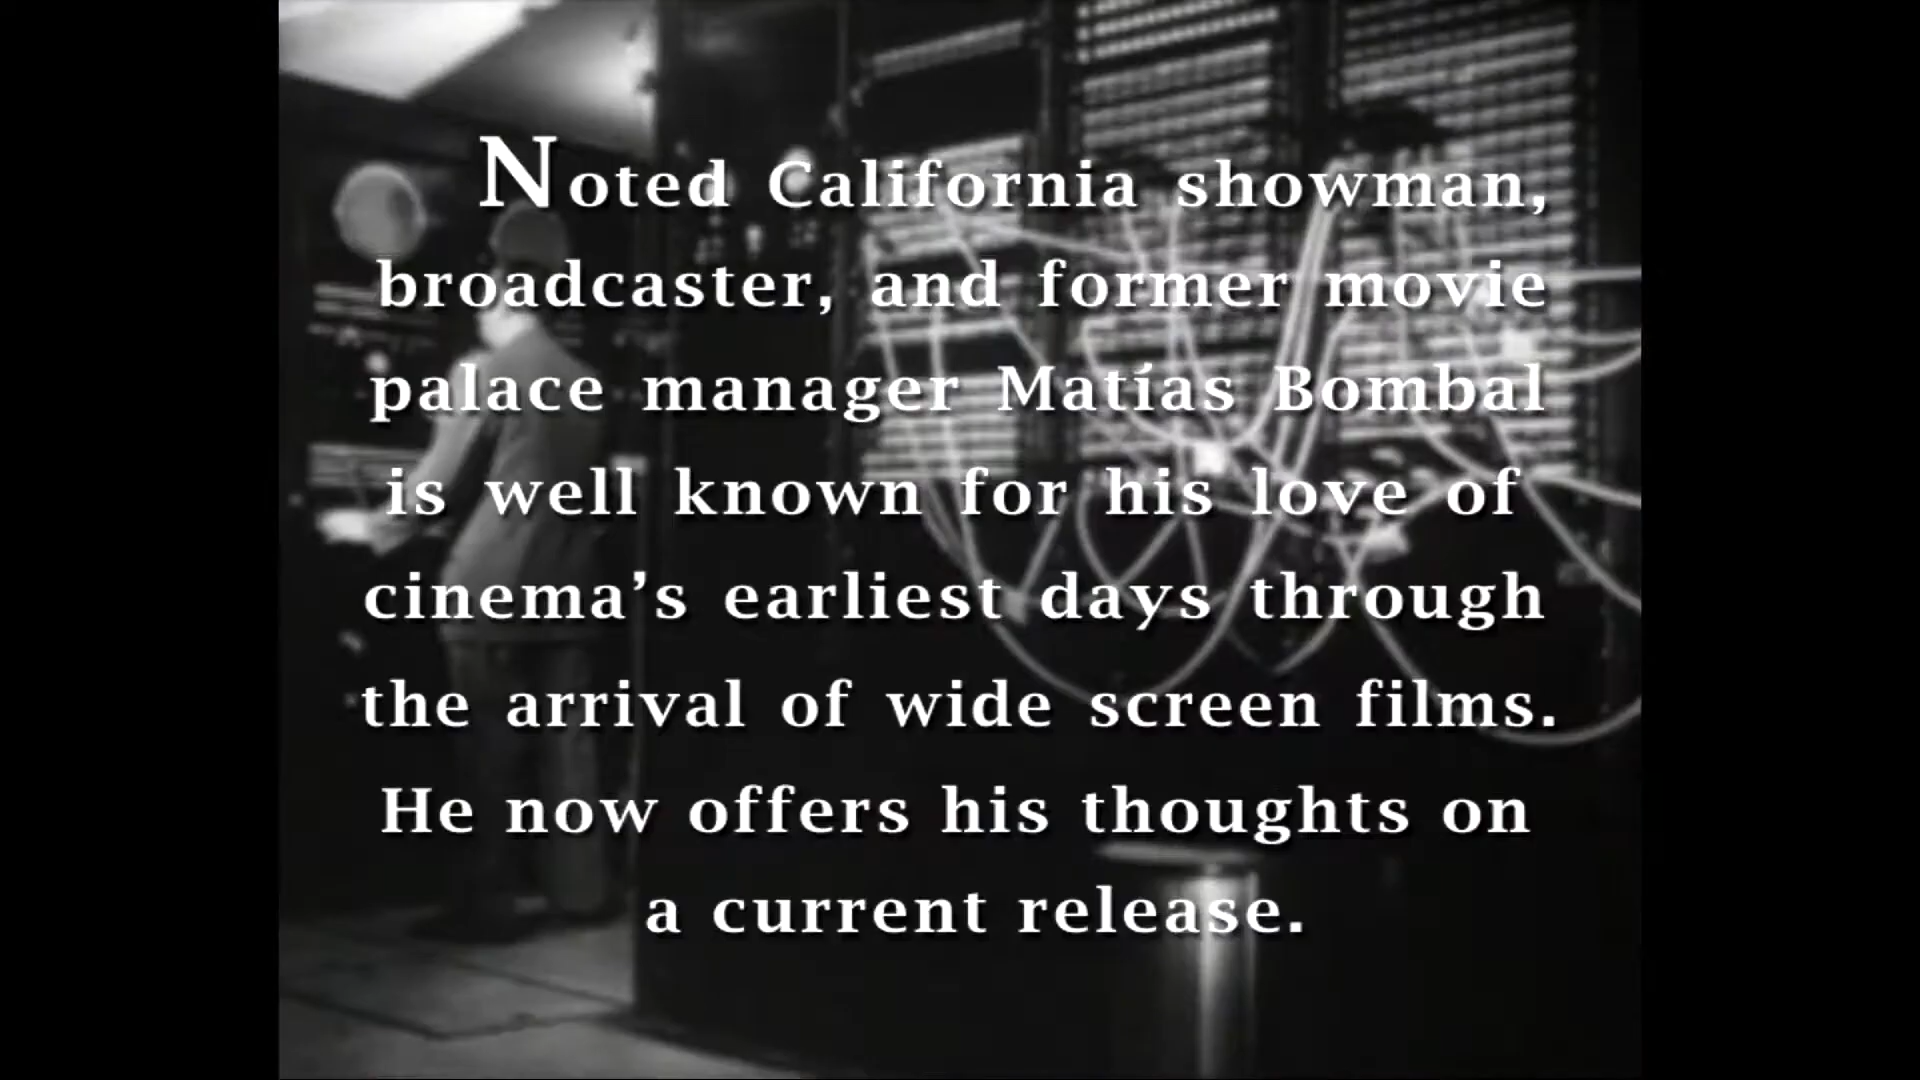 Noted California showman,
broadcaster, and former movie
palace manager Matías Bombal
is well known for his love of
cinema’s earliest days through
the arrival of wide screen films.
He now offers his thoughts on
a current release.